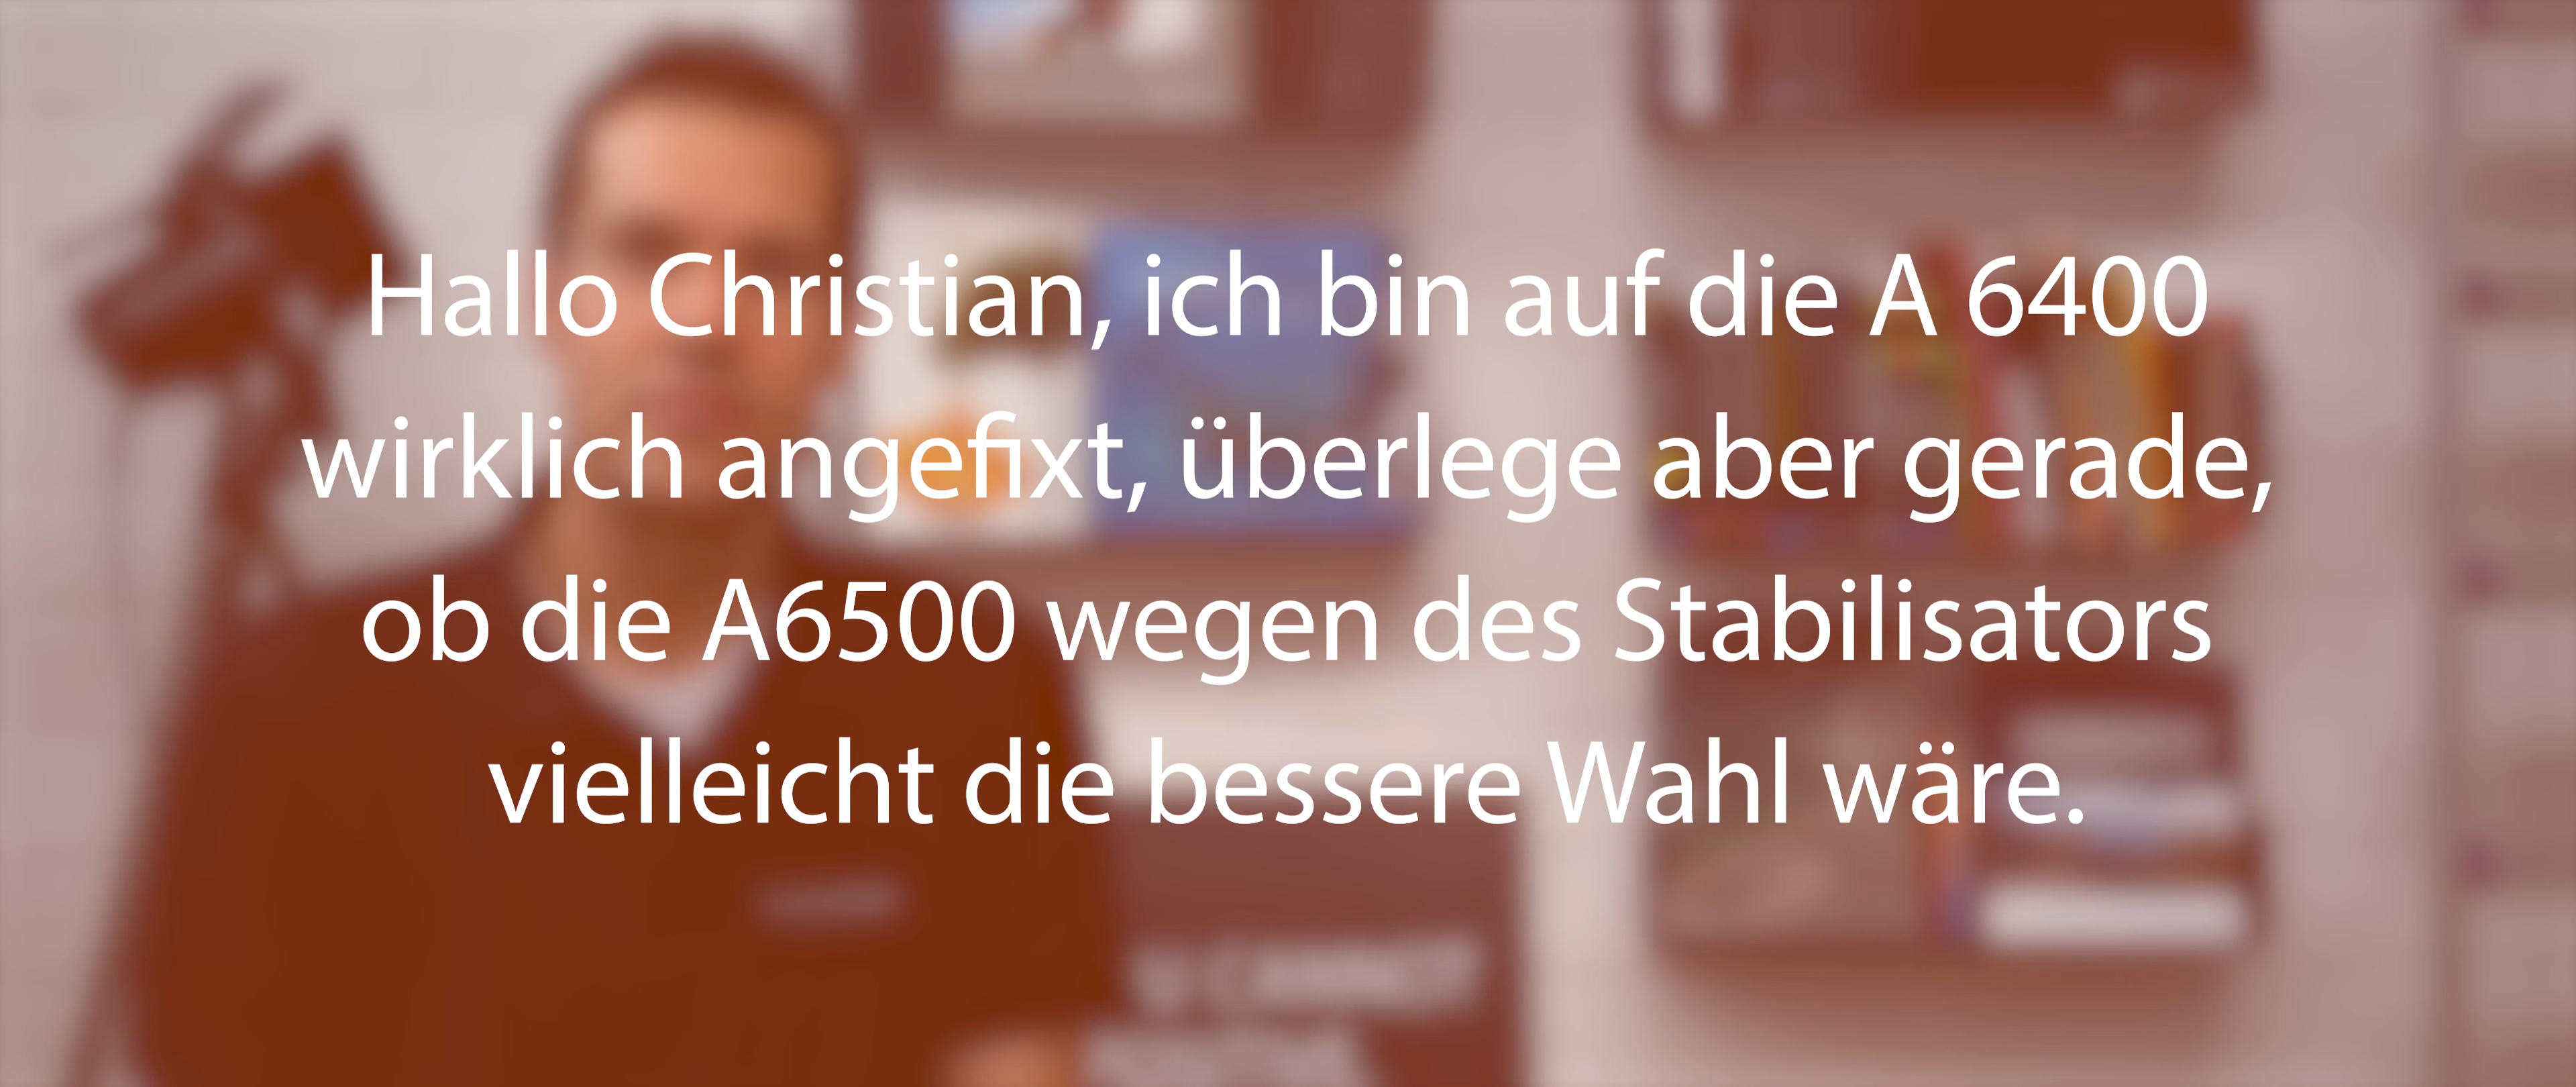 Hallo Christian, ich bin auf die A 6400
wirklich angefixt, überlege aber gerade,
ob die A6500 wegen des Stabilisators
vielleicht die bessere Wahl wäre.